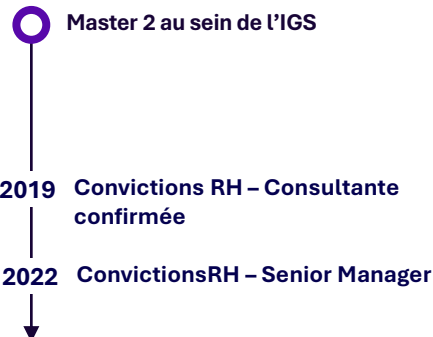 Master 2 au sein de l’IGS
2019 Convictions RH – Consultante
confirmée
2022 ConvictionsRH – Senior Manager